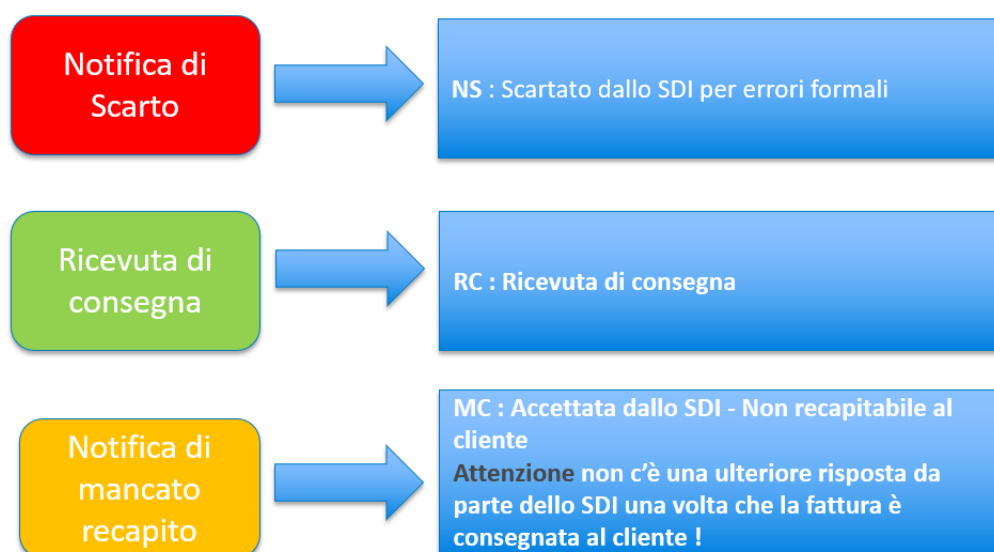 Notifica di
Scarto
NS : Scartato dallo SDI per errori formali
Ricevuta di
consegna
RC : Ricevuta di consegna
Notifica di
mancato
recapito
MC : Accettata dallo SDI - Non recapitabile al
cliente
Attenzione non c'è una ulteriore risposta da
parte dello SDI una volta che la fattura è
consegnata al cliente !